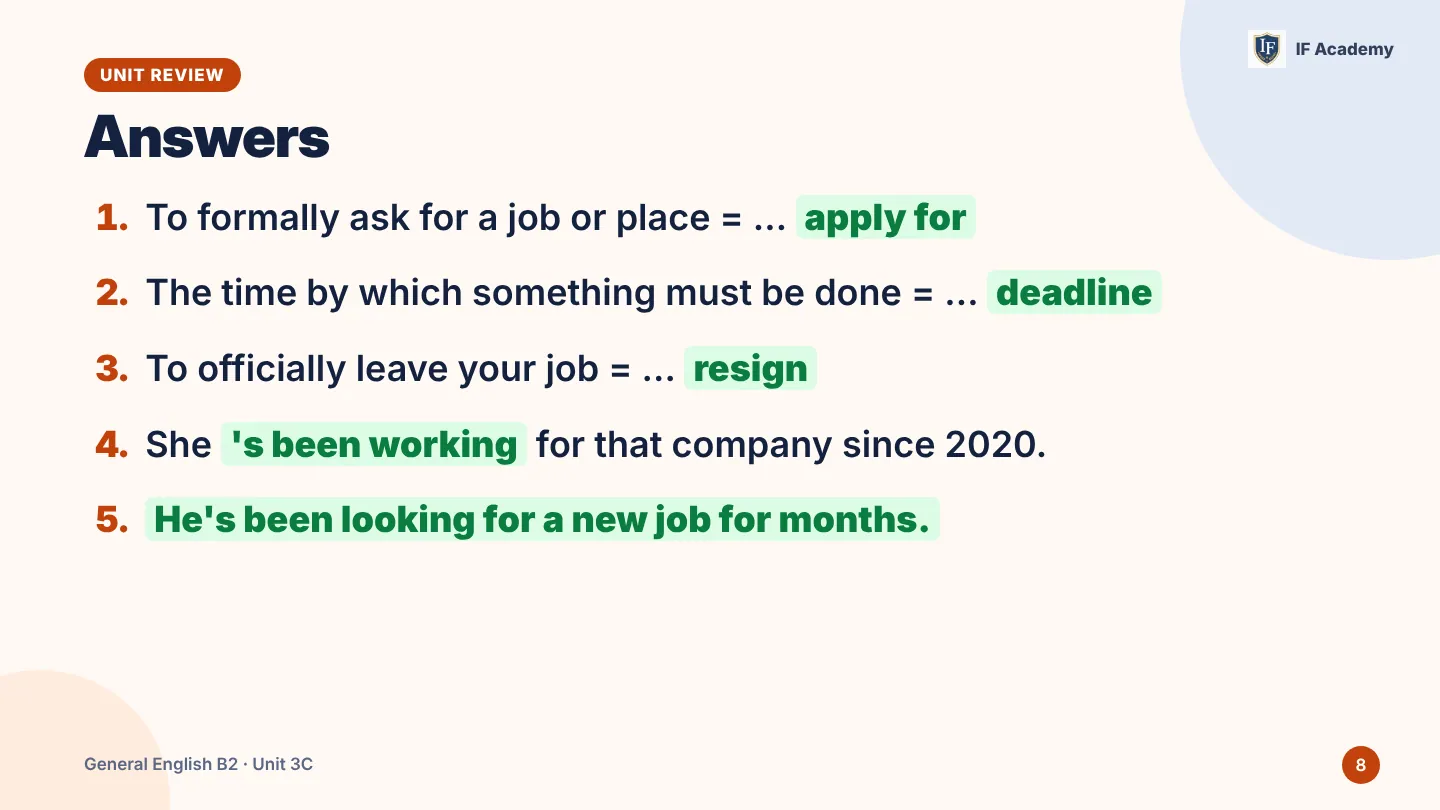 IF
IF Academy
UNIT REVIEW
Answers
1. To formally ask for a job or place = ... apply for
2. The time by which something must be done = ... deadline
3. To officially leave your job = ... resign
4. She 's been working for that company since 2020.
5. He's been looking for a new job for months.
General English B2 · Unit 3C
8